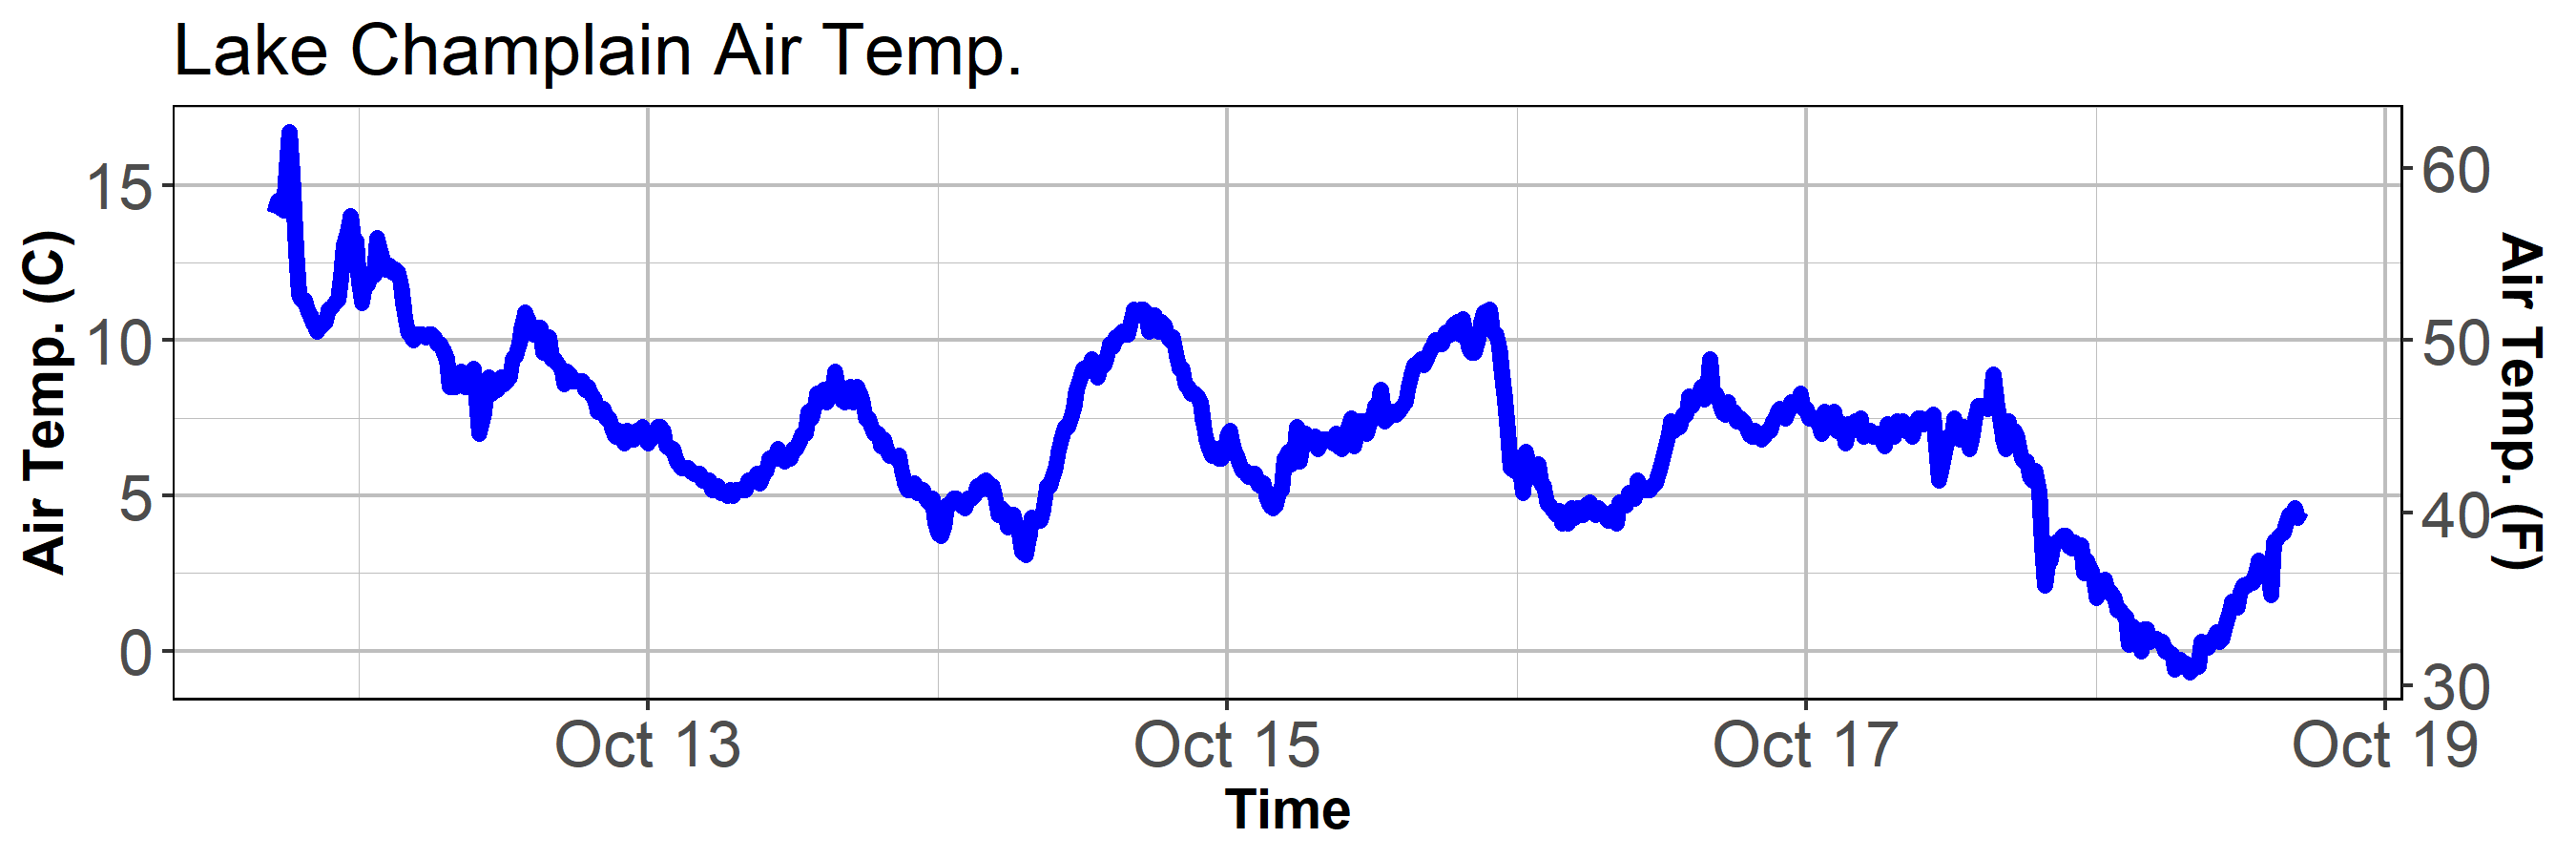 Lake Champlain Air Temp.
Air Temp. (C)
15
10
5
0
60
50
40
30
Air Temp. (F)
Oct 13
Oct 15
Oct 17
Oct 19
Time